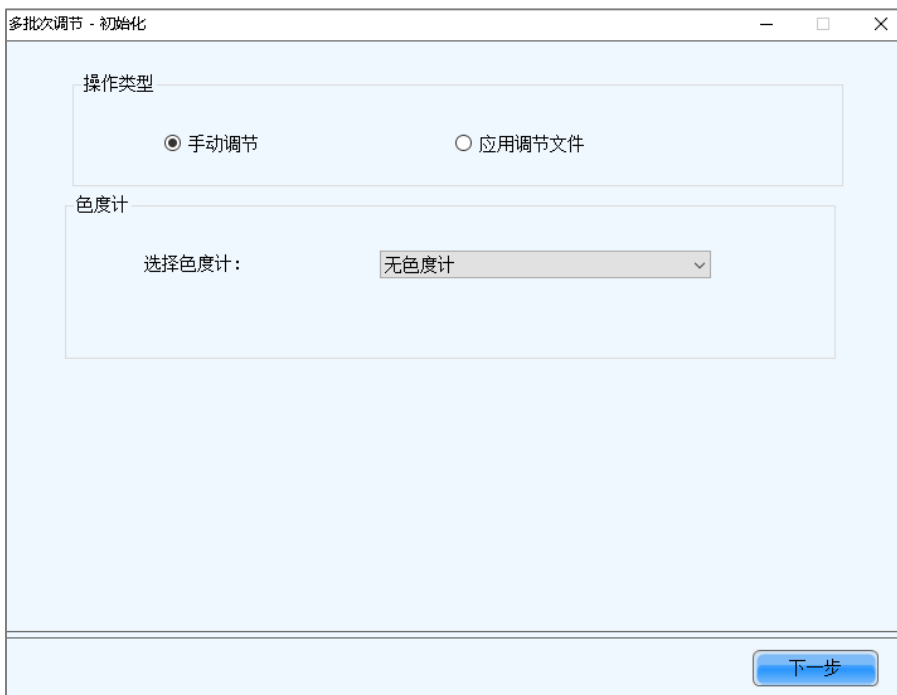 多批次调节 - 初始化
操作类型
手动调节 应用调节文件
色度计
选择色度计: 无色度计
下一步